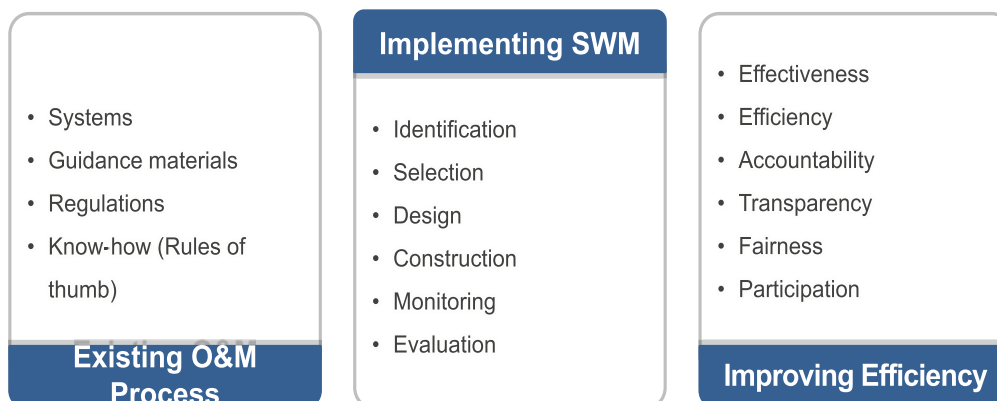 • Systems
• Guidance materials
• Regulations
• Know-how (Rules of
thumb)
Existing O&M
Process
Implementing SWM
• Identification
• Selection
• Design
• Construction
• Monitoring
• Evaluation
• Effectiveness
• Efficiency
• Accountability
• Transparency
• Fairness
• Participation
Improving Efficiency